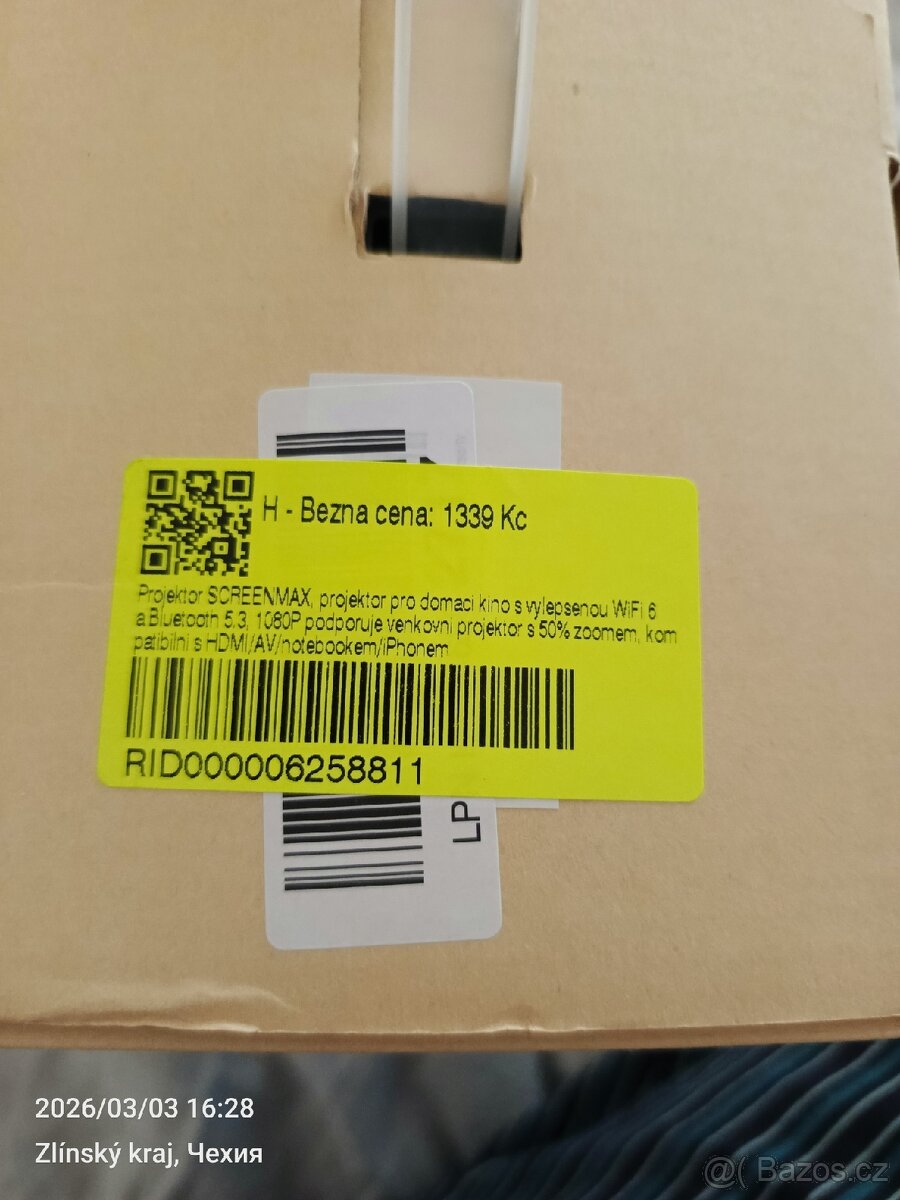 H - Bezna cena: 1339 Kc
Projektor SCREENMAX, projektor pro domaci kino s vylepsenou WiFi 6
a Bluetooth 5.3, 1080P podporuje venkovni projektor s 50% zoomem, kom
patibilni s HDMI/AV/notebookem/iPhonem
RID000006258811
LP
2026/03/03 16:28
Zlínský kraj, Чехия
@( Bazos.cz